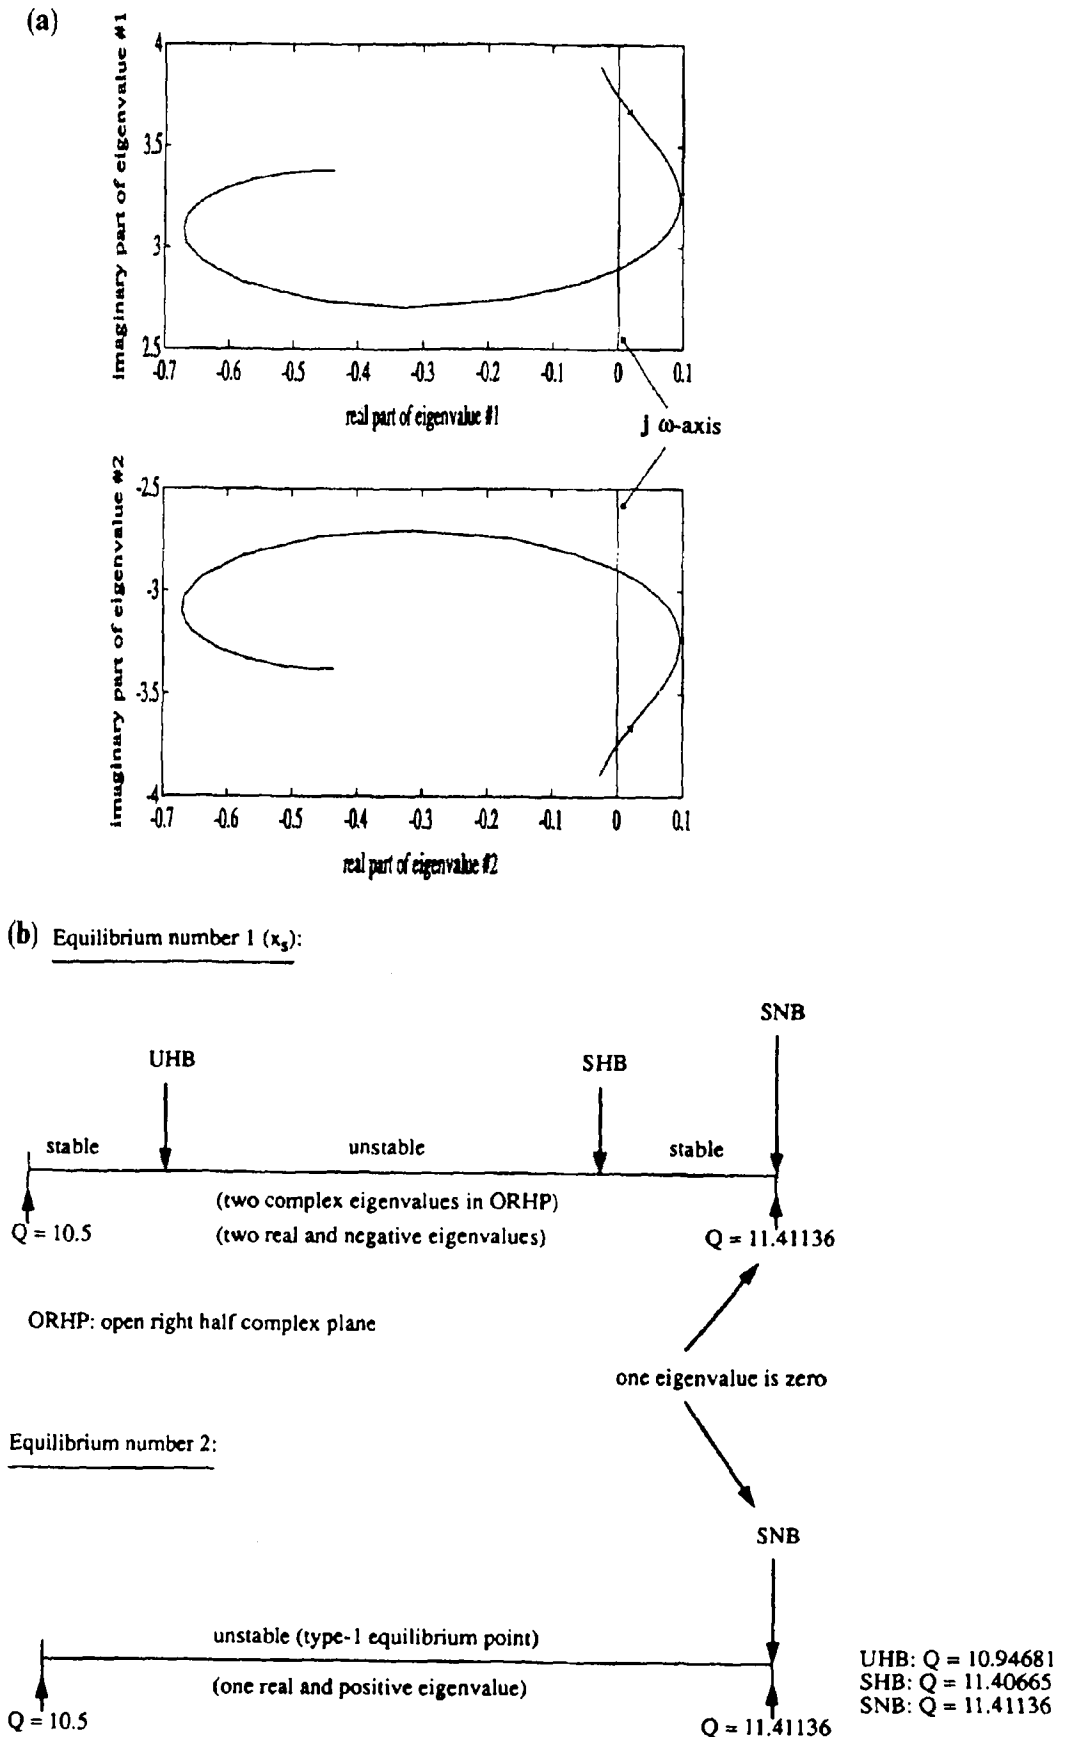 (a)
imaginary part of eigenvalue #1
4
3.5
3
2.5
-0.7 -0.6 -0.5 -0.4 -0.3 -0.2 -0.1 0 0.1
real part of eigenvalue #1
j ω-axis
imaginary part of eigenvalue #2
-2.5
-3
-3.5
-4
-0.7 -0.6 -0.5 -0.4 -0.3 -0.2 -0.1 0 0.1
real part of eigenvalue #2
(b) Equilibrium number 1 (xs):
SNB
UHB
SHB
stable unstable stable
(two complex eigenvalues in ORHP)
(two real and negative eigenvalues)
Q = 10.5
Q = 11.41136
ORHP: open right half complex plane
one eigenvalue is zero
Equilibrium number 2:
SNB
unstable (type-1 equilibrium point)
(one real and positive eigenvalue)
Q = 10.5
Q = 11.41136
UHB: Q = 10.94681
SHB: Q = 11.40665
SNB: Q = 11.41136